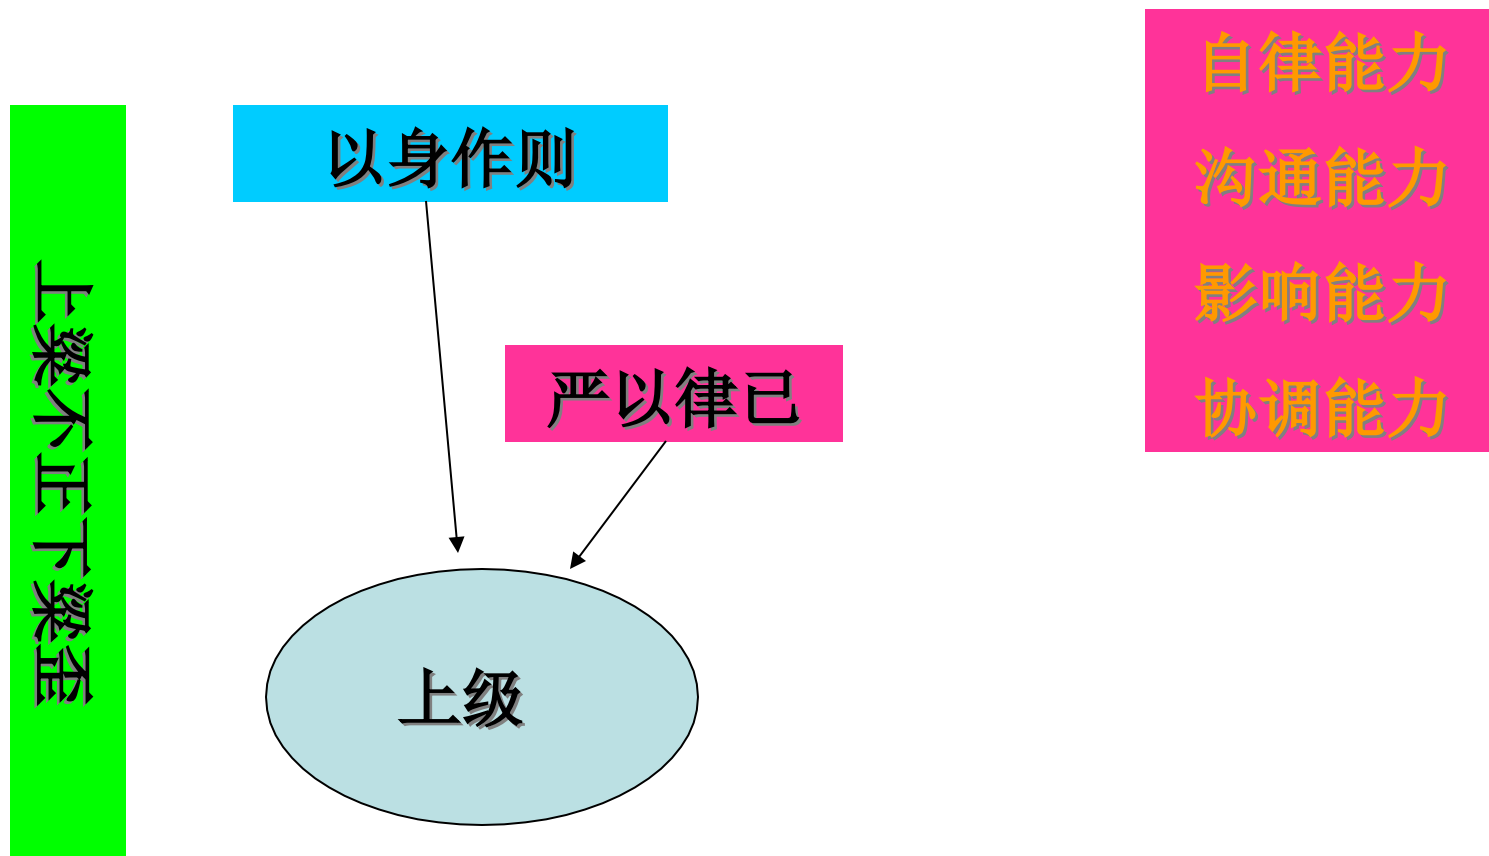 上梁不正下梁歪
以身作则
严以律已
上级
自律能力
沟通能力
影响能力
协调能力